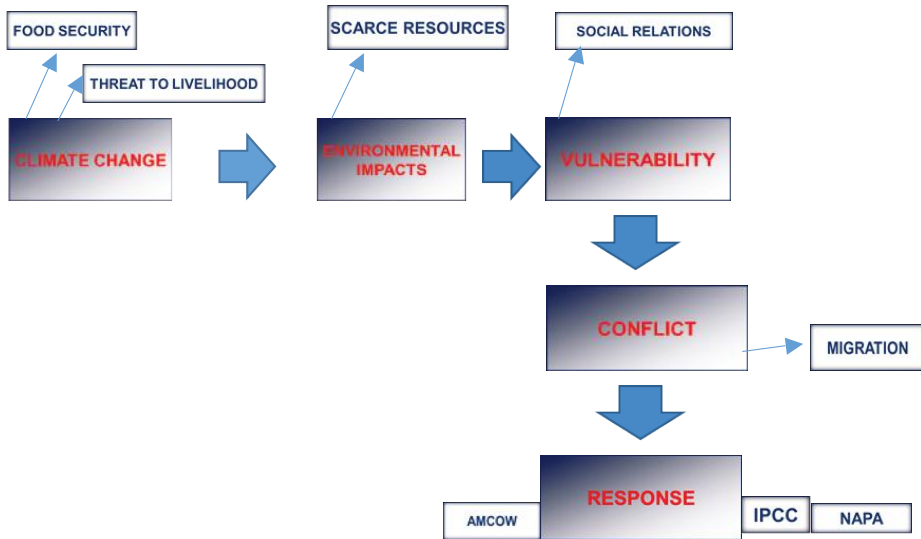 FOOD SECURITY
SCARCE RESOURCES
SOCIAL RELATIONS
THREAT TO LIVELIHOOD
CLIMATE CHANGE
ENVIRONMENTAL
IMPACTS
VULNERABILITY
CONFLICT
MIGRATION
RESPONSE
AMCOW
IPCC
NAPA